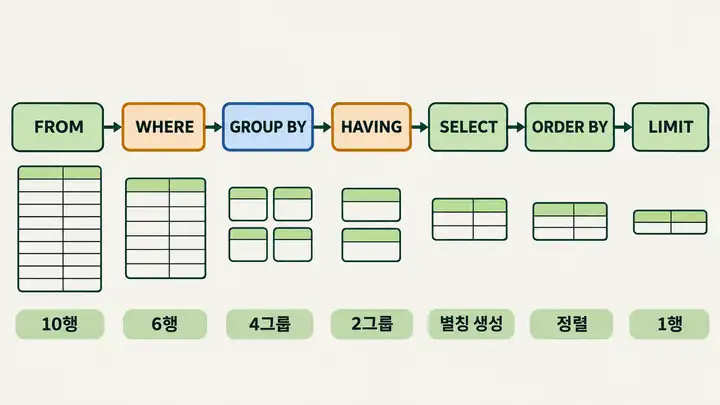 FROM
WHERE
GROUP BY
HAVING
SELECT
ORDER BY
LIMIT
10행
6행
4그룹
2그룹
별칭 생성
정렬
1행